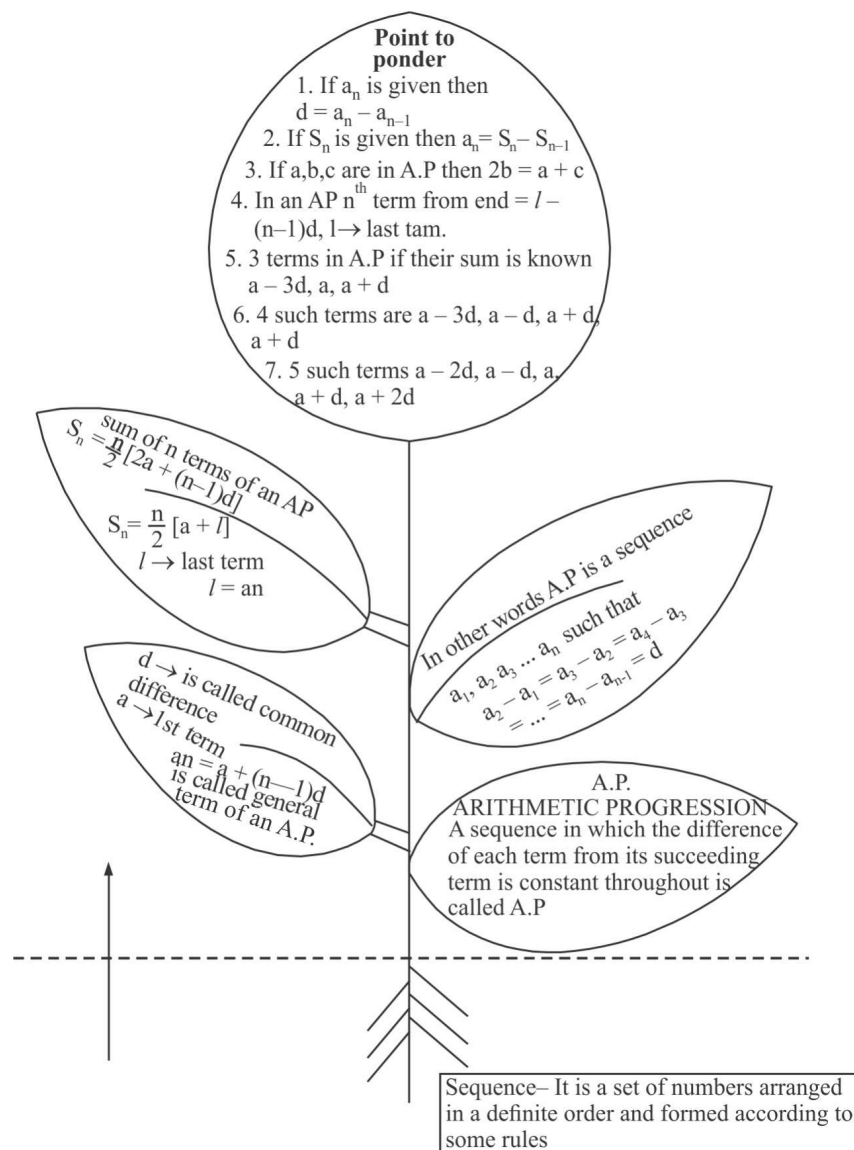 Point to
ponder
1. If aₙ is given then
d = aₙ – aₙ₋₁
2. If Sₙ is given then aₙ= Sₙ– Sₙ₋₁
3. If a,b,c are in A.P then 2b = a + c
4. In an AP nᵗʰ term from end = l –
(n–1)d, l→ last tam.
5. 3 terms in A.P if their sum is known
a – 3d, a, a + d
6. 4 such terms are a – 3d, a – d, a + d,
a + d
7. 5 such terms a – 2d, a – d, a,
a + d, a + 2d
sum of n terms of an AP
Sₙ = n/2 [2a + (n–1)d]
Sₙ= n/2 [a + l]
l → last term
l = an
In other words A.P is a sequence
a₁, a₂ a₃ ... aₙ such that
a₂ – a₁ = a₃ – a₂ = a₄ – a₃
= ... = aₙ – aₙ₋₁ = d
d → is called common
difference
a →1st term
an = a + (n—1)d
is called general
term of an A.P.
A.P.
ARITHMETIC PROGRESSION
A sequence in which the difference
of each term from its succeeding
term is constant throughout is
called A.P
Sequence– It is a set of numbers arranged
in a definite order and formed according to
some rules